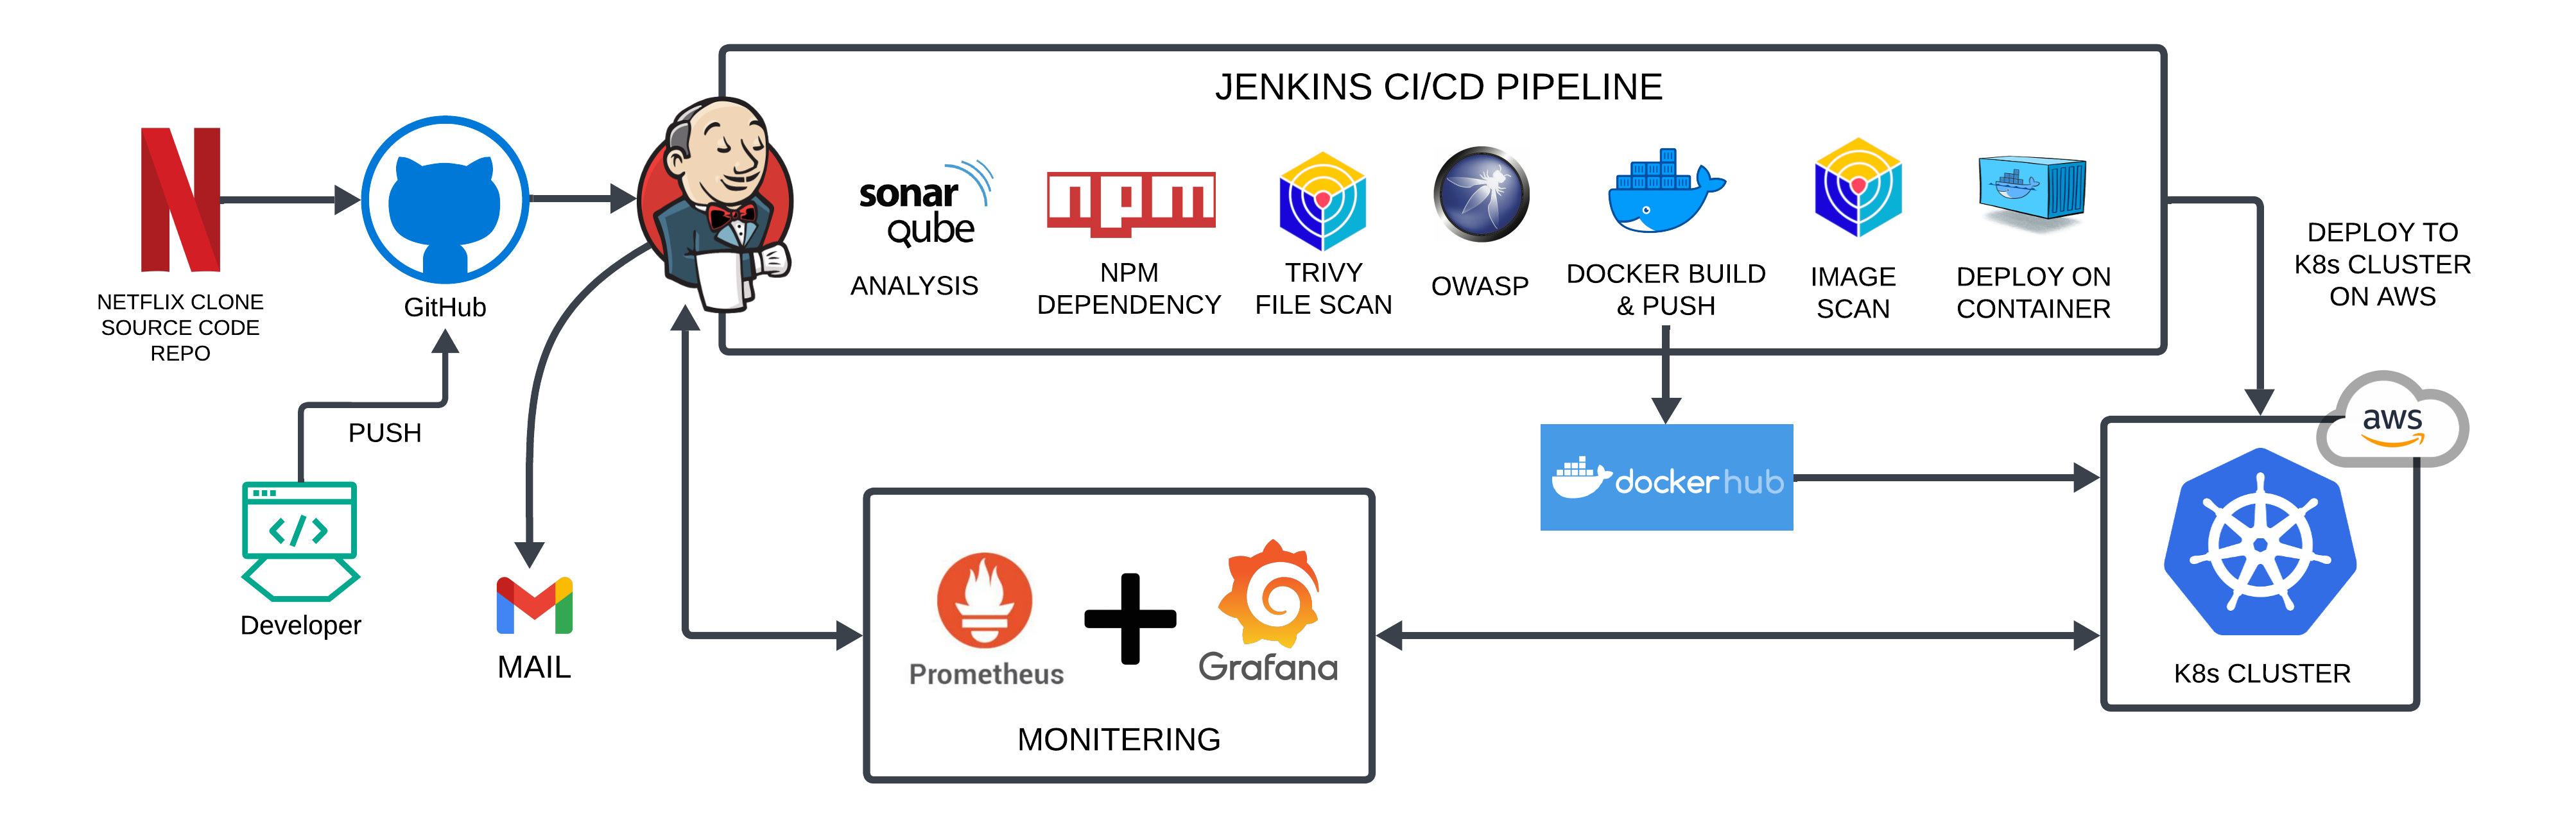 JENKINS CI/CD PIPELINE
NETFLIX CLONE
SOURCE CODE
REPO
GitHub
PUSH
Developer
MAIL
sonar
qube
ANALYSIS
npm
NPM
DEPENDENCY
TRIVY
FILE SCAN
OWASP
DOCKER BUILD
& PUSH
IMAGE
SCAN
DEPLOY ON
CONTAINER
DEPLOY TO
K8s CLUSTER
ON AWS
docker hub
aws
K8s CLUSTER
Prometheus
Grafana
MONITERING